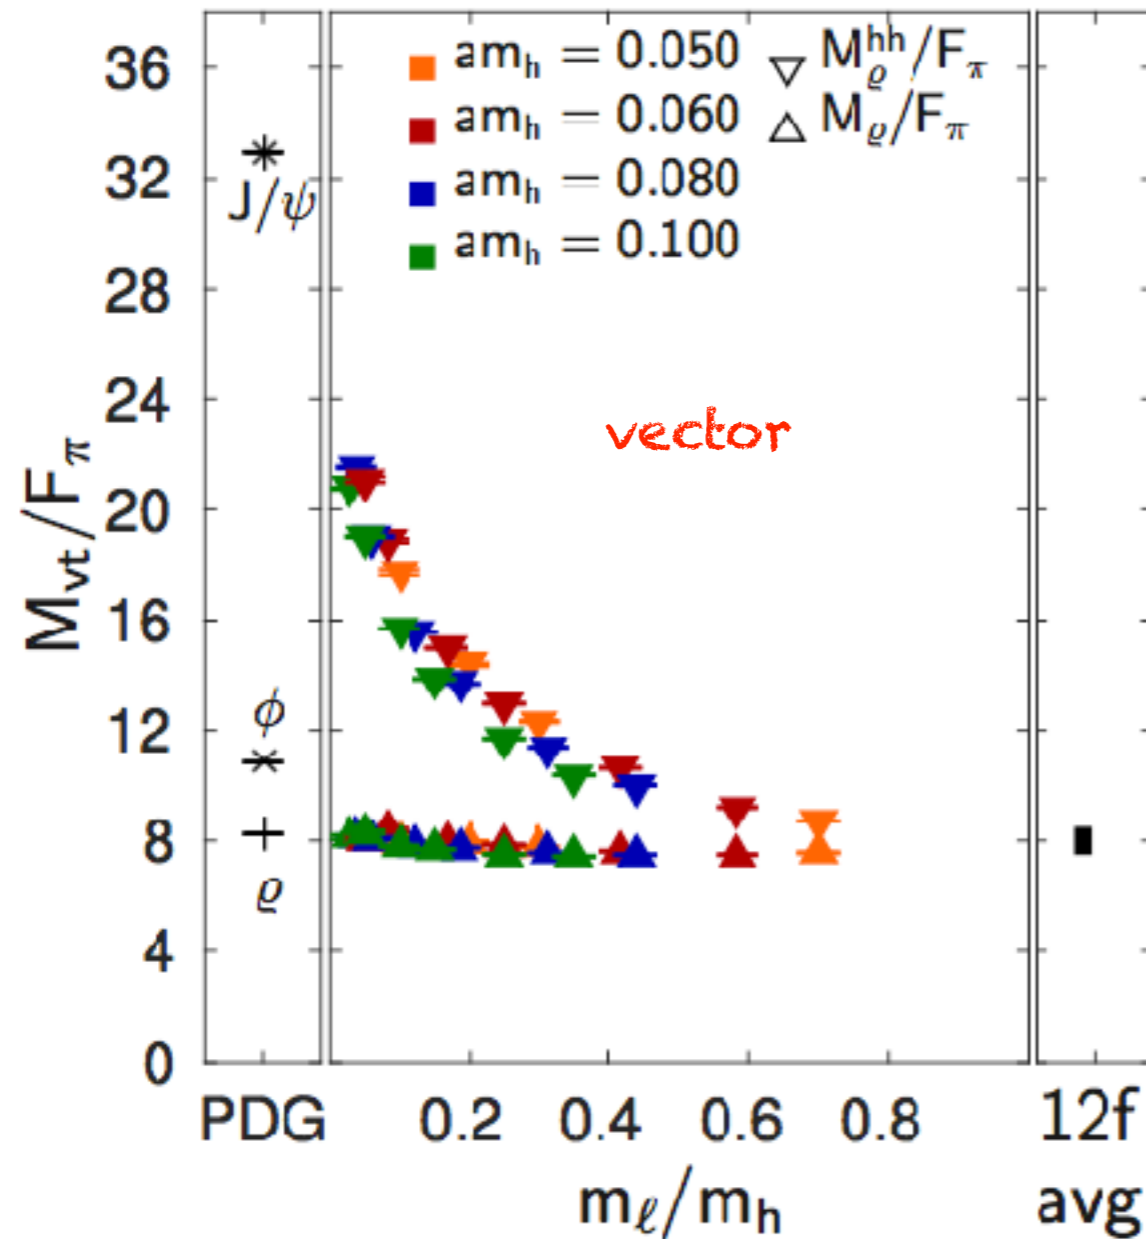 36
32
28
24
20
16
12
8
4
0
M_vt/F_π
J/ψ
ϕ
ϱ
am_h = 0.050
am_h = 0.060
am_h = 0.080
am_h = 0.100
M_ϱ^hh/F_π
M_ϱ/F_π
vector
PDG 0.2 0.4 0.6 0.8 12f
m_ℓ/m_h avg